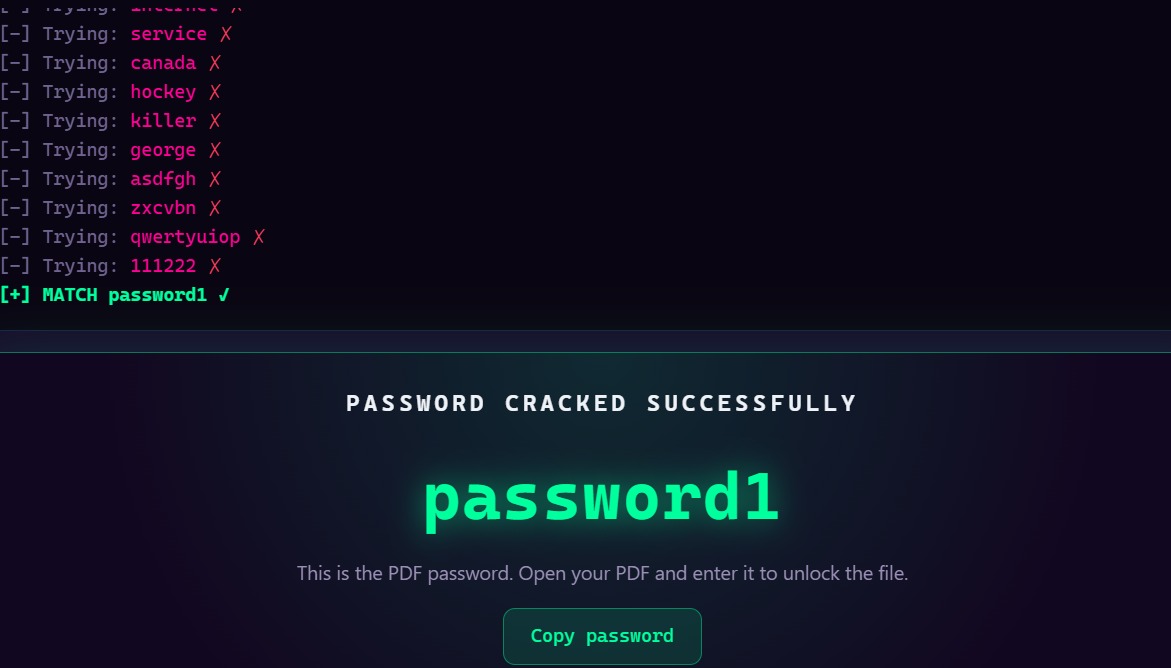 [-] Trying: internet ✗
[-] Trying: service ✗
[-] Trying: canada ✗
[-] Trying: hockey ✗
[-] Trying: killer ✗
[-] Trying: george ✗
[-] Trying: asdfgh ✗
[-] Trying: zxcvbn ✗
[-] Trying: qwertyuiop ✗
[-] Trying: 111222 ✗
[+] MATCH password1 ✓
PASSWORD CRACKED SUCCESSFULLY
password1
This is the PDF password. Open your PDF and enter it to unlock the file.
Copy password